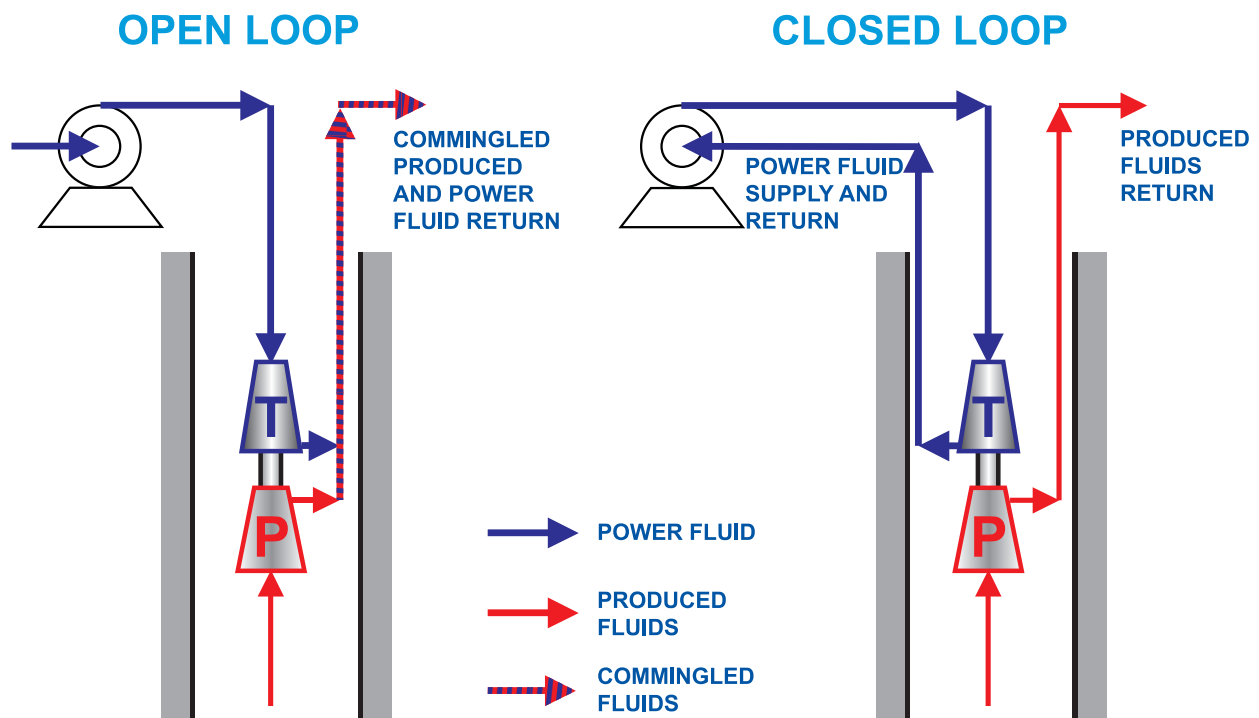 OPEN LOOP
COMMINGLED
PRODUCED
AND POWER
FLUID RETURN
T
P
CLOSED LOOP
POWER FLUID
SUPPLY AND
RETURN
PRODUCED
FLUIDS
RETURN
T
P
POWER FLUID
PRODUCED
FLUIDS
COMMINGLED
FLUIDS